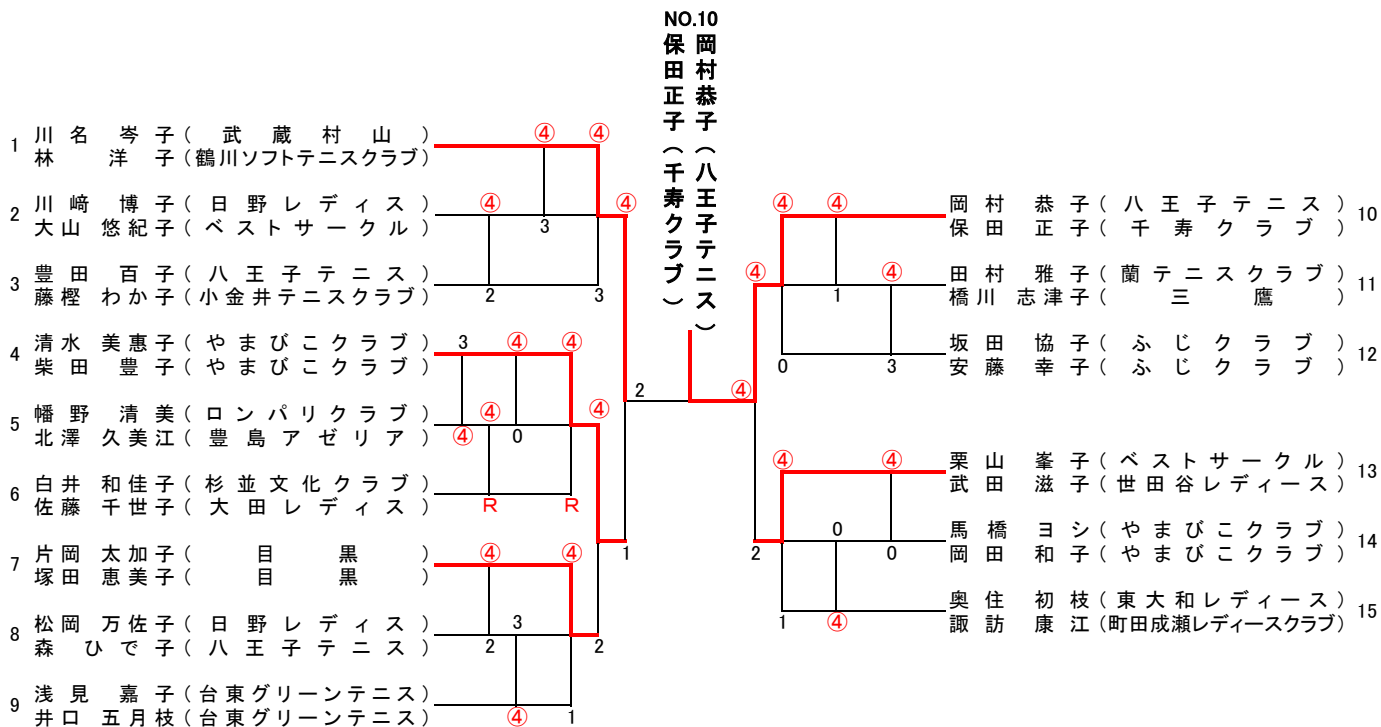 NO.10
岡村恭子（八王子テニス）
保田正子（千寿クラブ）
1 川名 岑子（武蔵村山）
林 洋子（鶴川ソフトテニスクラブ）
④ ④
2 川﨑 博子（日野レディス）
大山 悠紀子（ベストサークル）
④ 3 ④
3 豊田 百子（八王子テニス）
藤樫 わか子（小金井テニスクラブ）
2 3
4 清水 美惠子（やまびこクラブ）
柴田 豊子（やまびこクラブ）
3 ④ ④
5 幡野 清美（ロンパリクラブ）
北澤 久美江（豊島アゼリア）
④ ④ 0 ④
6 白井 和佳子（杉並文化クラブ）
佐藤 千世子（大田レディス）
R R
7 片岡 太加子（目黒）
塚田 恵美子（目黒）
④ ④ 1
8 松岡 万佐子（日野レディス）
森 ひで子（八王子テニス）
2 3 2
9 浅見 嘉子（台東グリーンテニス）
井口 五月枝（台東グリーンテニス）
④ 1
2 ④
岡村 恭子（八王子テニス） 10
保田 正子（千寿クラブ）
④ ④
田村 雅子（蘭テニスクラブ） 11
橋川 志津子（三鷹）
④ 1 ④
坂田 協子（ふじクラブ） 12
安藤 幸子（ふじクラブ）
0 3
栗山 峯子（ベストサークル） 13
武田 滋子（世田谷レディース）
④ ④
馬橋 ヨシ（やまびこクラブ） 14
岡田 和子（やまびこクラブ）
2 0 0
奥住 初枝（東大和レディース） 15
諏訪 康江（町田成瀬レディースクラブ）
1 ④